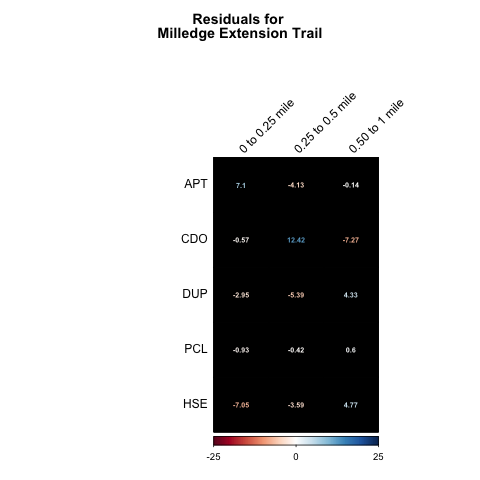 Residuals for
Milledge Extension Trail
0 to 0.25 mile
0.25 to 0.5 mile
0.50 to 1 mile
APT 7.1 -4.13 -0.14
CDO -0.57 12.42 -7.27
DUP -2.95 -5.39 4.33
PCL -0.93 -0.42 0.6
HSE -7.05 -3.59 4.77
-25 0 25